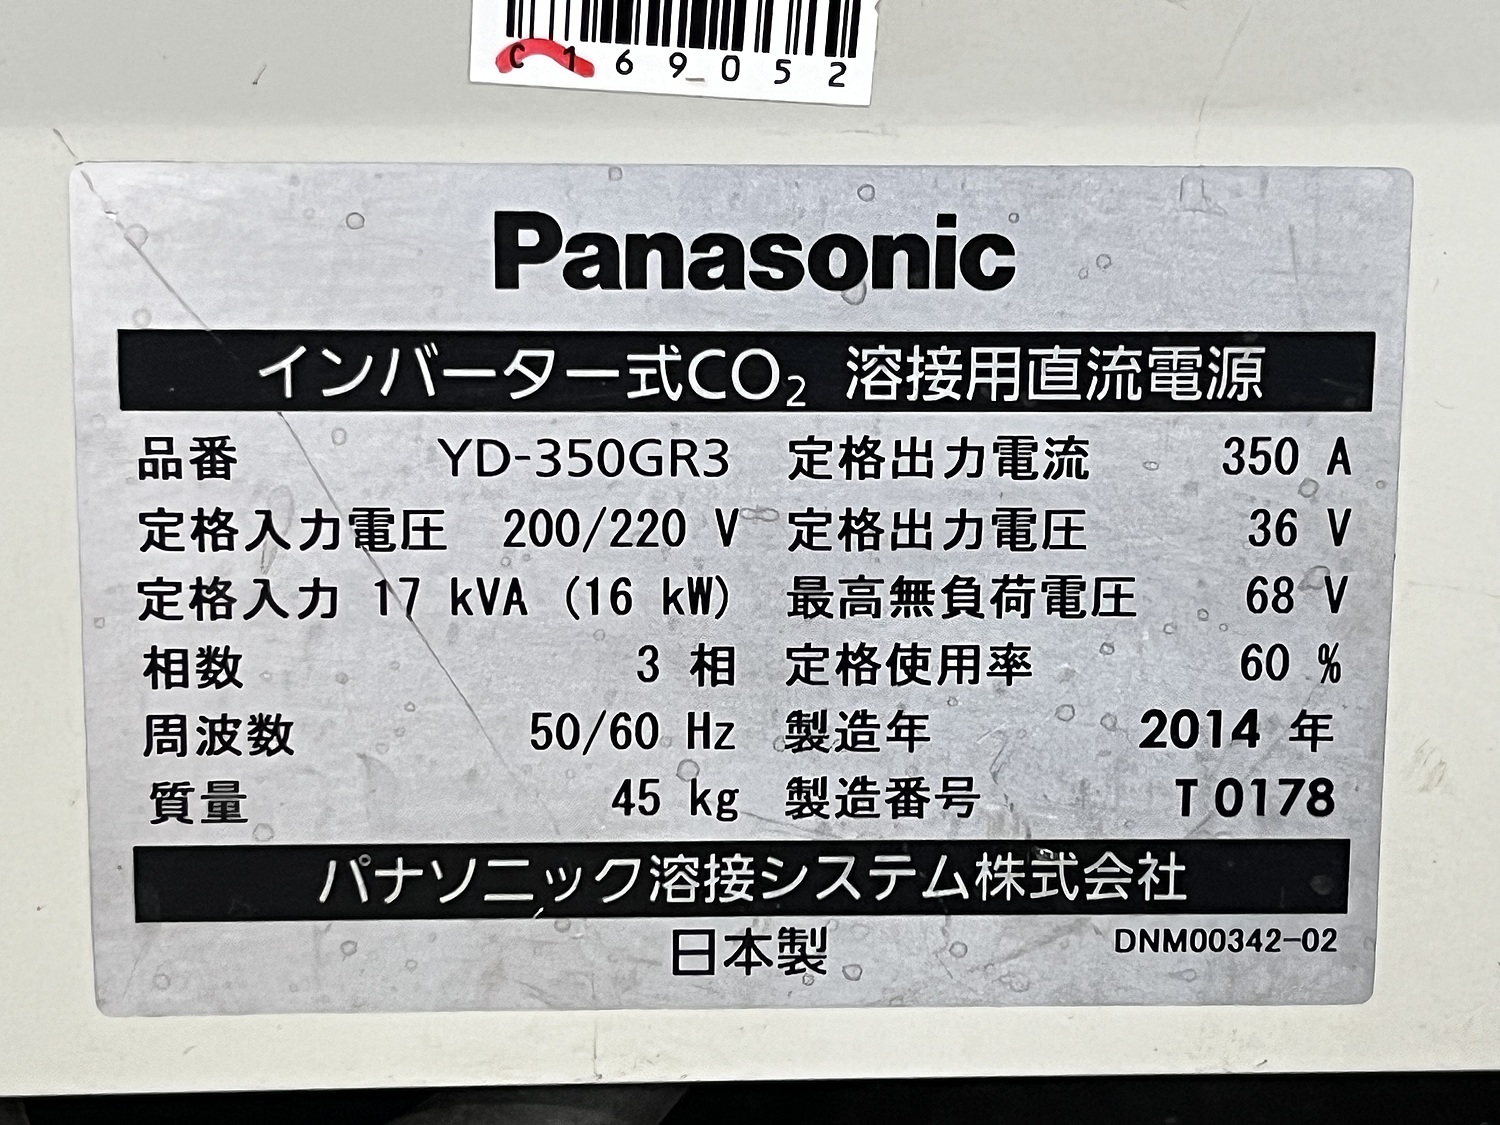 C169052
Panasonic
インバーター式CO₂ 溶接用直流電源
品番 YD-350GR3 定格出力電流 350 A
定格入力電圧 200/220 V 定格出力電圧 36 V
定格入力 17 kVA (16 kW) 最高無負荷電圧 68 V
相数 3 相 定格使用率 60 %
周波数 50/60 Hz 製造年 2014 年
質量 45 kg 製造番号 T 0178
パナソニック溶接システム株式会社
日本製 DNM00342-02